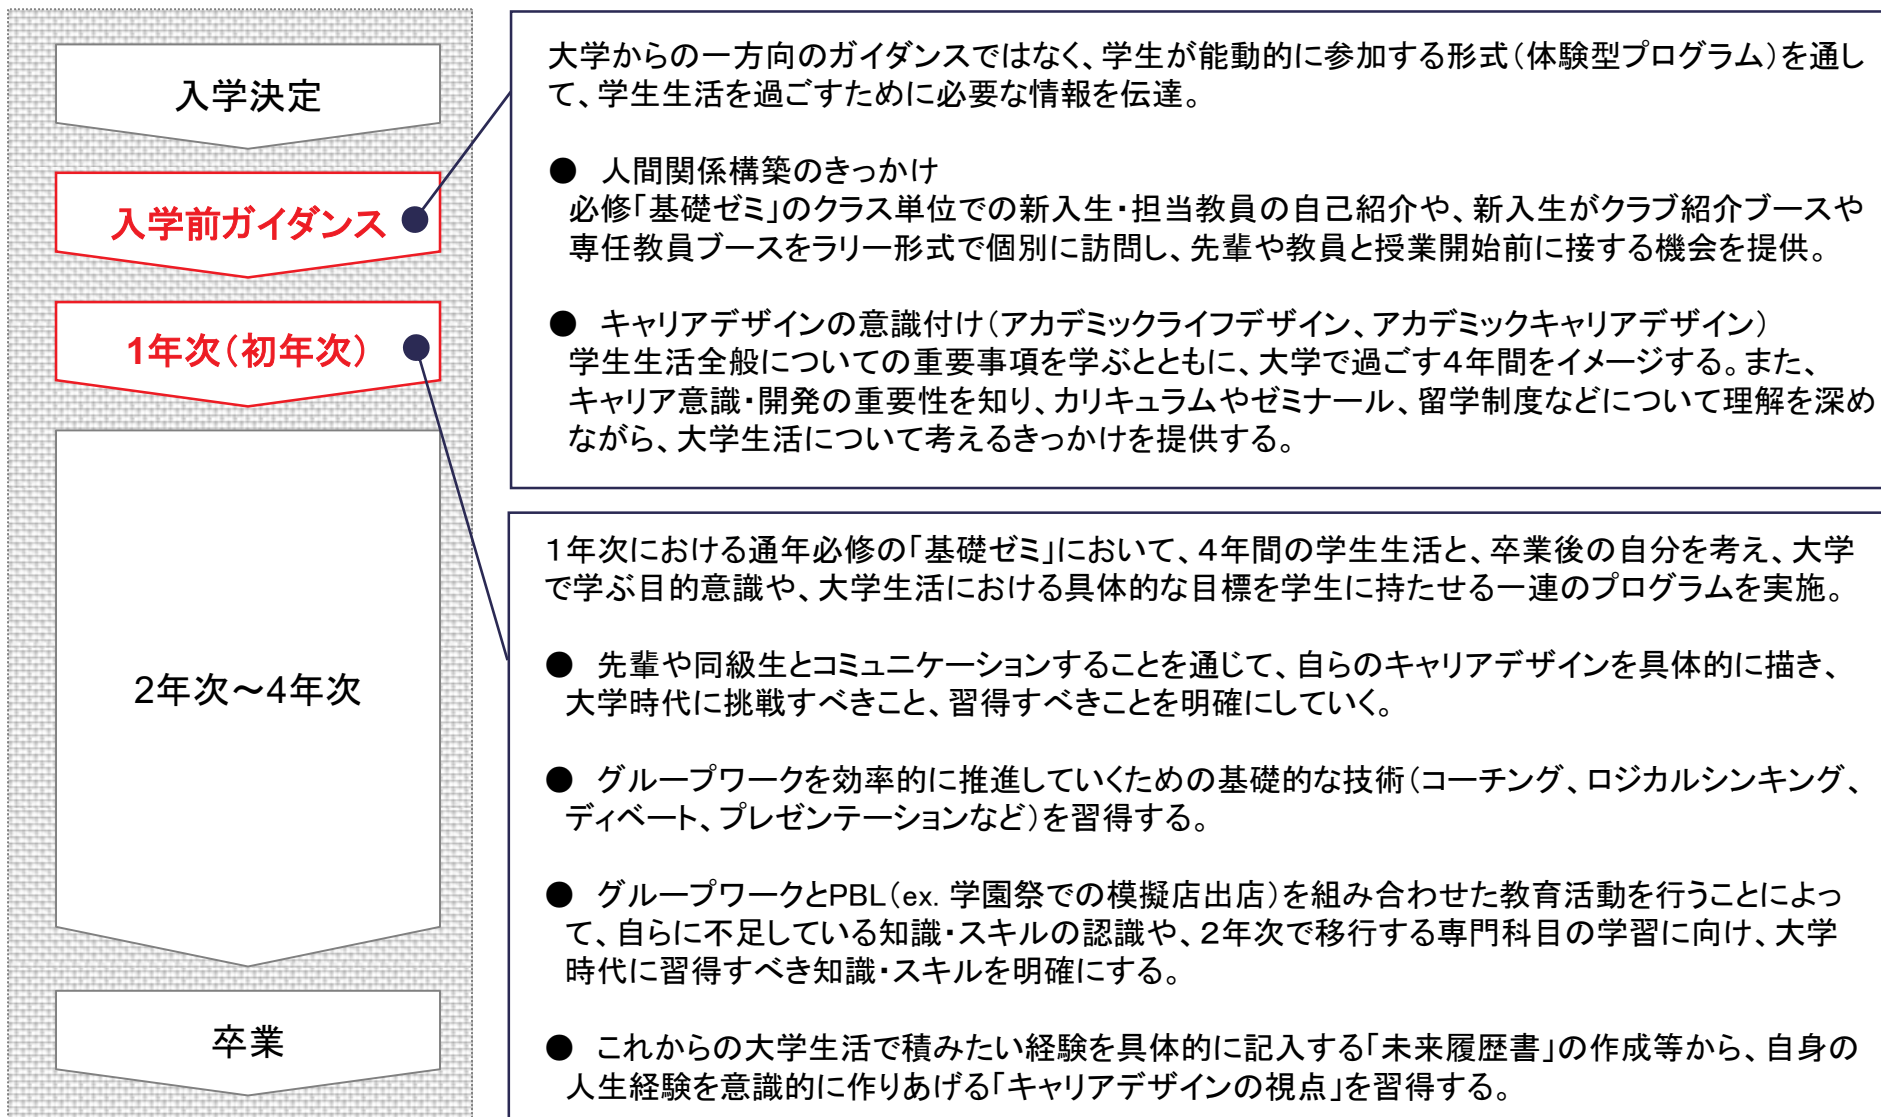 入学決定
入学前ガイダンス
1年次(初年次)
2年次～4年次
卒業
大学からの一方向のガイダンスではなく、学生が能動的に参加する形式(体験型プログラム)を通し
て、学生生活を過ごすために必要な情報を伝達。
● 人間関係構築のきっかけ
必修「基礎ゼミ」のクラス単位での新入生・担当教員の自己紹介や、新入生がクラブ紹介ブースや
専任教員ブースをラリー形式で個別に訪問し、先輩や教員と授業開始前に接する機会を提供。
● キャリアデザインの意識付け(アカデミックライフデザイン、アカデミックキャリアデザイン)
学生生活全般についての重要事項を学ぶとともに、大学で過ごす4年間をイメージする。また、
キャリア意識・開発の重要性を知り、カリキュラムやゼミナール、留学制度などについて理解を深め
ながら、大学生活について考えるきっかけを提供する。
1年次における通年必修の「基礎ゼミ」において、4年間の学生生活と、卒業後の自分を考え、大学
で学ぶ目的意識や、大学生活における具体的な目標を学生に持たせる一連のプログラムを実施。
● 先輩や同級生とコミュニケーションすることを通じて、自らのキャリアデザインを具体的に描き、
大学時代に挑戦すべきこと、習得すべきことを明確にしていく。
● グループワークを効率的に推進していくための基礎的な技術(コーチング、ロジカルシンキング、
ディベート、プレゼンテーションなど)を習得する。
● グループワークとPBL(ex. 学園祭での模擬店出店)を組み合わせた教育活動を行うことによっ
て、自らに不足している知識・スキルの認識や、2年次で移行する専門科目の学習に向け、大学
時代に習得すべき知識・スキルを明確にする。
● これからの大学生活で積みたい経験を具体的に記入する「未来履歴書」の作成等から、自身の
人生経験を意識的に作りあげる「キャリアデザインの視点」を習得する。